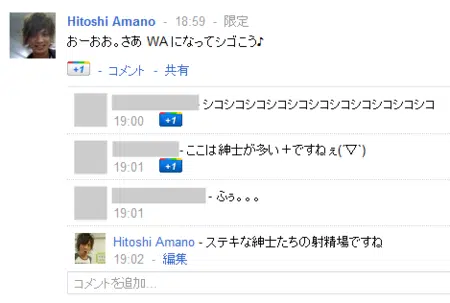 Hitoshi Amano - 18:59 - 限定
おーおお。さあ WAになってシゴこう♪
+1 - コメント - 共有
- シコシコシコシコシコシコシコシコシコシコシコ
19:00 +1
- ここは紳士が多い＋ですねぇ(´▽`)
19:01 +1
- ふぅ。。。
19:01
Hitoshi Amano - ステキな紳士たちの射精場ですね
19:02 - 編集
コメントを追加...